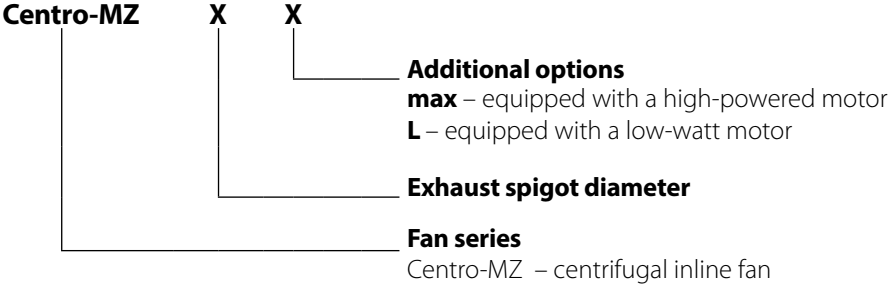 Centro-MZ X X
Additional options
max – equipped with a high-powered motor
L – equipped with a low-watt motor
Exhaust spigot diameter
Fan series
Centro-MZ – centrifugal inline fan